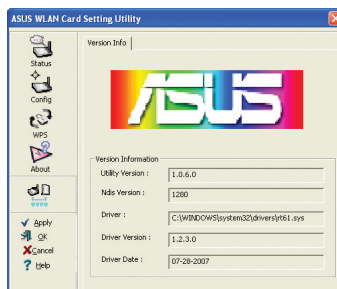 ASUS WLAN Card Setting Utility
Status
Config
WPS
About
Apply
OK
Cancel
Help
Version Info
ASUS
Version Information
Utility Version : 1.0.6.0
Ndis Version : 1280
Driver : C:\WINDOWS\system32\drivers\rt61.sys
Driver Version : 1.2.3.0
Driver Date : 07-28-2007